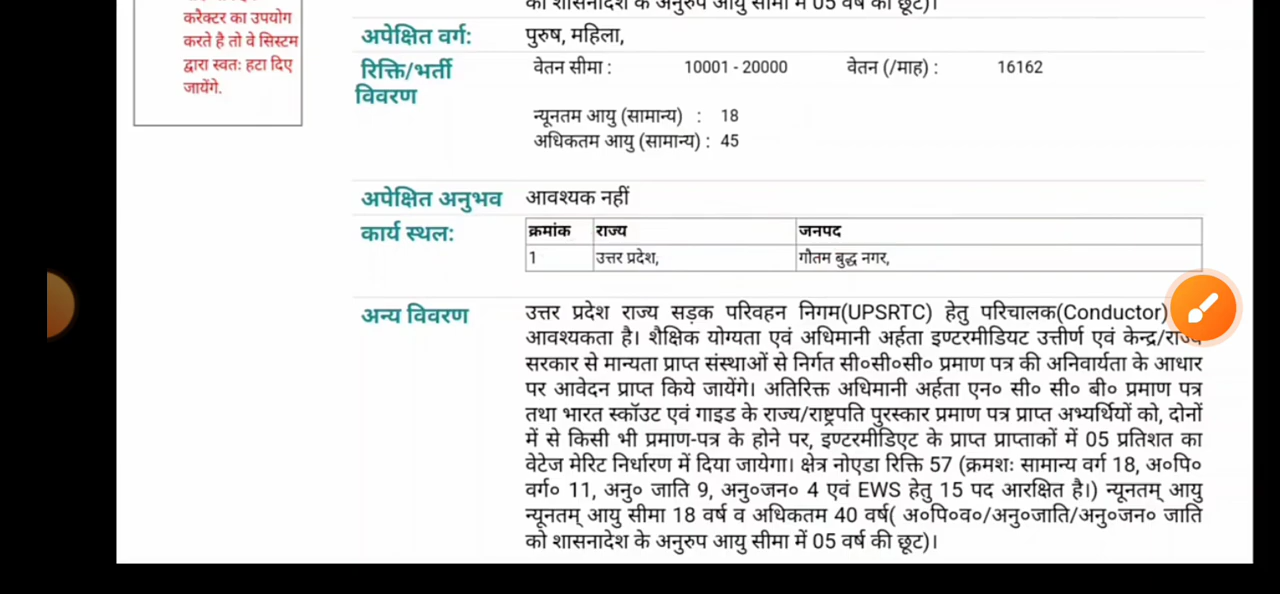 करैक्टर का उपयोग
करते है तो वे सिस्टम
द्वारा स्वतः हटा दिए
जायेंगे.
को शासनादेश के अनुरुप आयु सीमा में 05 वर्ष की छूट)।
अपेक्षित वर्ग: पुरुष, महिला,
रिक्ति/भर्ती विवरण
वेतन सीमा : 10001 - 20000 वेतन (/माह) : 16162
न्यूनतम आयु (सामान्य) : 18
अधिकतम आयु (सामान्य) : 45
अपेक्षित अनुभव आवश्यक नहीं
कार्य स्थल:
क्रमांक राज्य जनपद
1 उत्तर प्रदेश, गौतम बुद्ध नगर,
अन्य विवरण
उत्तर प्रदेश राज्य सड़क परिवहन निगम(UPSRTC) हेतु परिचालक(Conductor)
आवश्यकता है। शैक्षिक योग्यता एवं अधिमानी अर्हता इण्टरमीडियट उत्तीर्ण एवं केन्द्र/राज्य
सरकार से मान्यता प्राप्त संस्थाओं से निर्गत सी०सी०सी० प्रमाण पत्र की अनिवार्यता के आधार
पर आवेदन प्राप्त किये जायेंगे। अतिरिक्त अधिमानी अर्हता एन० सी० सी० बी० प्रमाण पत्र
तथा भारत स्कॉउट एवं गाइड के राज्य/राष्ट्रपति पुरस्कार प्रमाण पत्र प्राप्त अभ्यर्थियों को, दोनों
में से किसी भी प्रमाण-पत्र के होने पर, इण्टरमीडिएट के प्राप्त प्राप्ताकों में 05 प्रतिशत का
वेटेज मेरिट निर्धारण में दिया जायेगा। क्षेत्र नोएडा रिक्ति 57 (क्रमशः सामान्य वर्ग 18, अ०पि०
वर्ग० 11, अनु० जाति 9, अनु०जन० 4 एवं EWS हेतु 15 पद आरक्षित है।) न्यूनतम् आयु
न्यूनतम् आयु सीमा 18 वर्ष व अधिकतम 40 वर्ष( अ०पि०व०/अनु०जाति/अनु०जन० जाति
को शासनादेश के अनुरुप आयु सीमा में 05 वर्ष की छूट)।